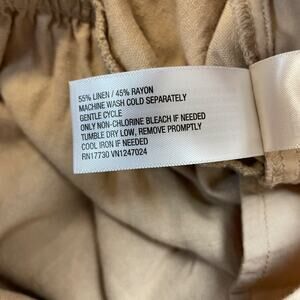 55% LINEN / 45% RAYON
MACHINE WASH COLD SEPARATELY
GENTLE CYCLE
ONLY NON-CHLORINE BLEACH IF NEEDED
TUMBLE DRY LOW, REMOVE PROMPTLY
COOL IRON IF NEEDED
RN17730 VN1247024